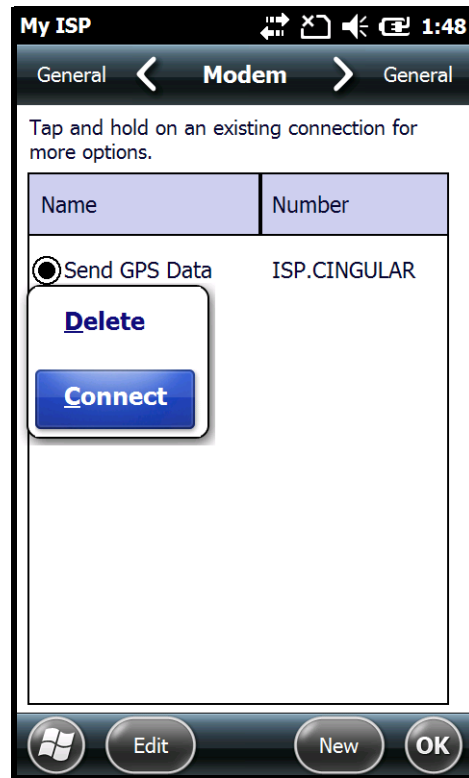 My ISP 1:48
General Modem General
Tap and hold on an existing connection for
more options.
Name Number
Send GPS Data ISP.CINGULAR
Delete
Connect
Edit New OK